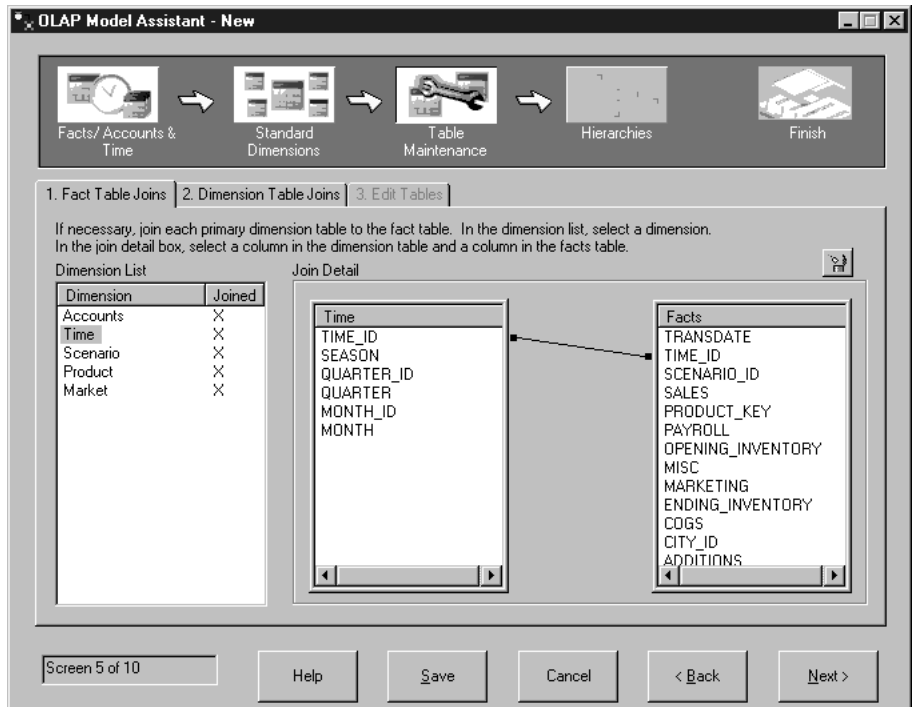 OLAP Model Assistant - New
Facts/ Accounts &
Time
Standard
Dimensions
Table
Maintenance
Hierarchies
Finish
1. Fact Table Joins
2. Dimension Table Joins
3. Edit Tables
If necessary, join each primary dimension table to the fact table. In the dimension list, select a dimension.
In the join detail box, select a column in the dimension table and a column in the facts table.
Dimension List
Dimension Joined
Accounts X
Time X
Scenario X
Product X
Market X
Join Detail
Time
TIME_ID
SEASON
QUARTER_ID
QUARTER
MONTH_ID
MONTH
Facts
TRANSDATE
TIME_ID
SCENARIO_ID
SALES
PRODUCT_KEY
PAYROLL
OPENING_INVENTORY
MISC
MARKETING
ENDING_INVENTORY
COGS
CITY_ID
ADDITIONS
Screen 5 of 10
Help
Save
Cancel
< Back
Next >